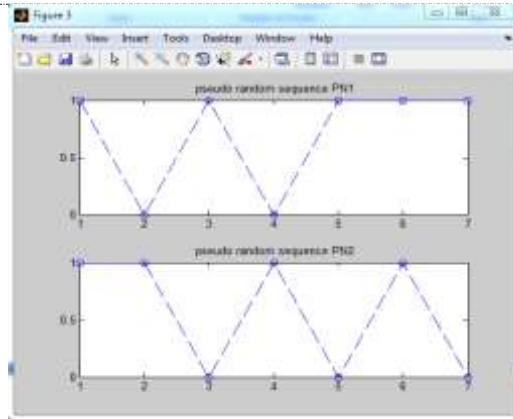 Figure 3
File Edit View Insert Tools Desktop Window Help
pseudo random sequence PN1
1
0.5
0
1 2 3 4 5 6 7
pseudo random sequence PN2
1
0.5
0
1 2 3 4 5 6 7